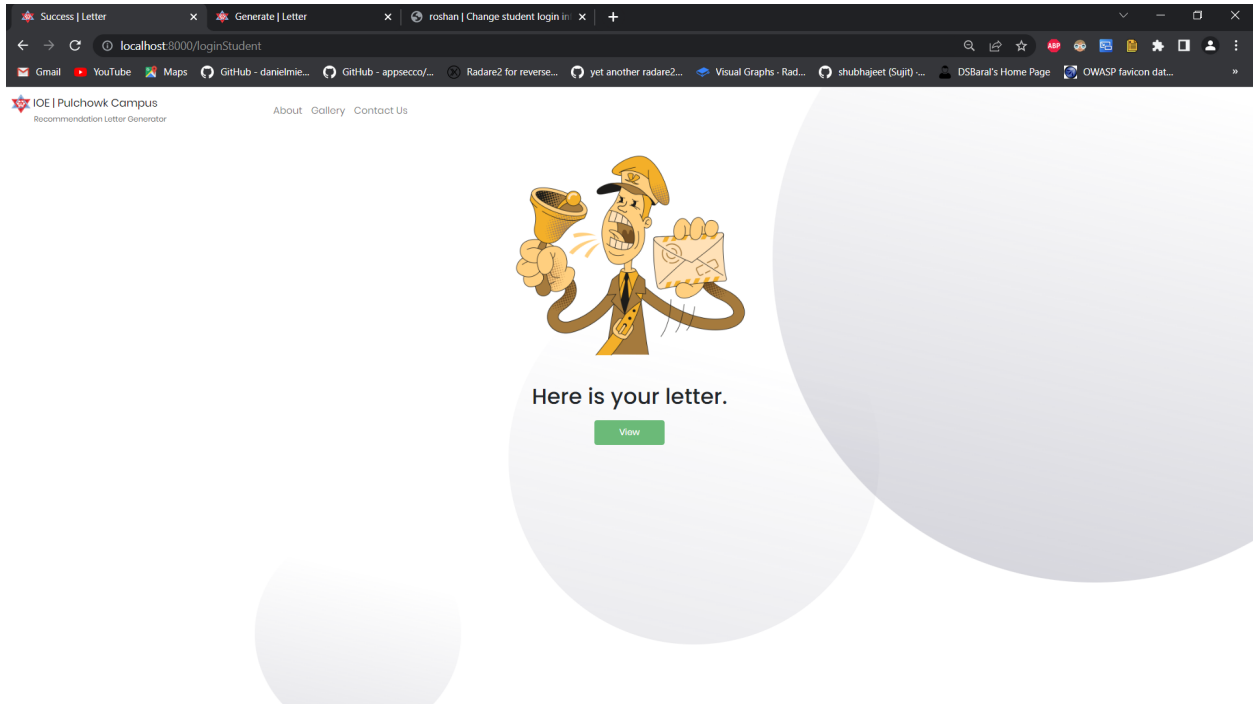 Success | Letter
Generate | Letter
roshan | Change student login in
localhost:8000/loginStudent
ABP
Gmail
YouTube
Maps
GitHub - danielmie...
GitHub - appsecco/...
Radare2 for reverse...
yet another radare2...
Visual Graphs · Rad...
shubhajeet (Sujit) ·...
DSBaral's Home Page
OWASP favicon dat...
»
IOE | Pulchowk Campus
Recommendation Letter Generator
About Gallery Contact Us
Here is your letter.
View